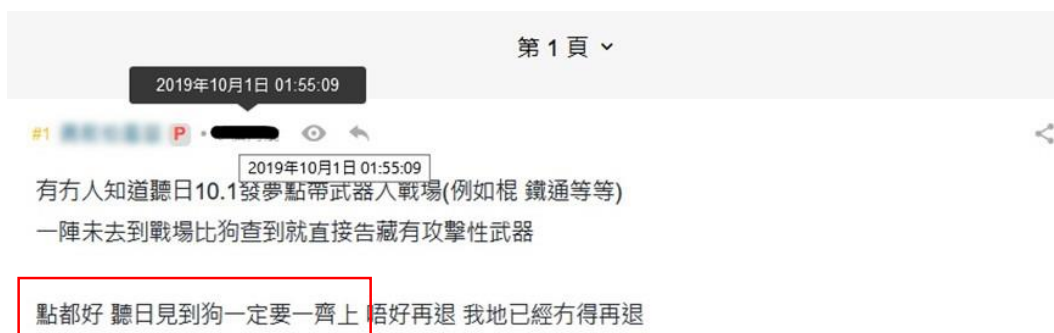 第 1 頁
2019年10月1日 01:55:09
#1 P •
2019年10月1日 01:55:09
有冇人知道聽日10.1發夢點帶武器入戰場(例如棍 鐵通等等)
一陣未去到戰場比狗查到就直接告藏有攻擊性武器
點都好 聽日見到狗一定要一齊上 唔好再退 我地已經冇得再退